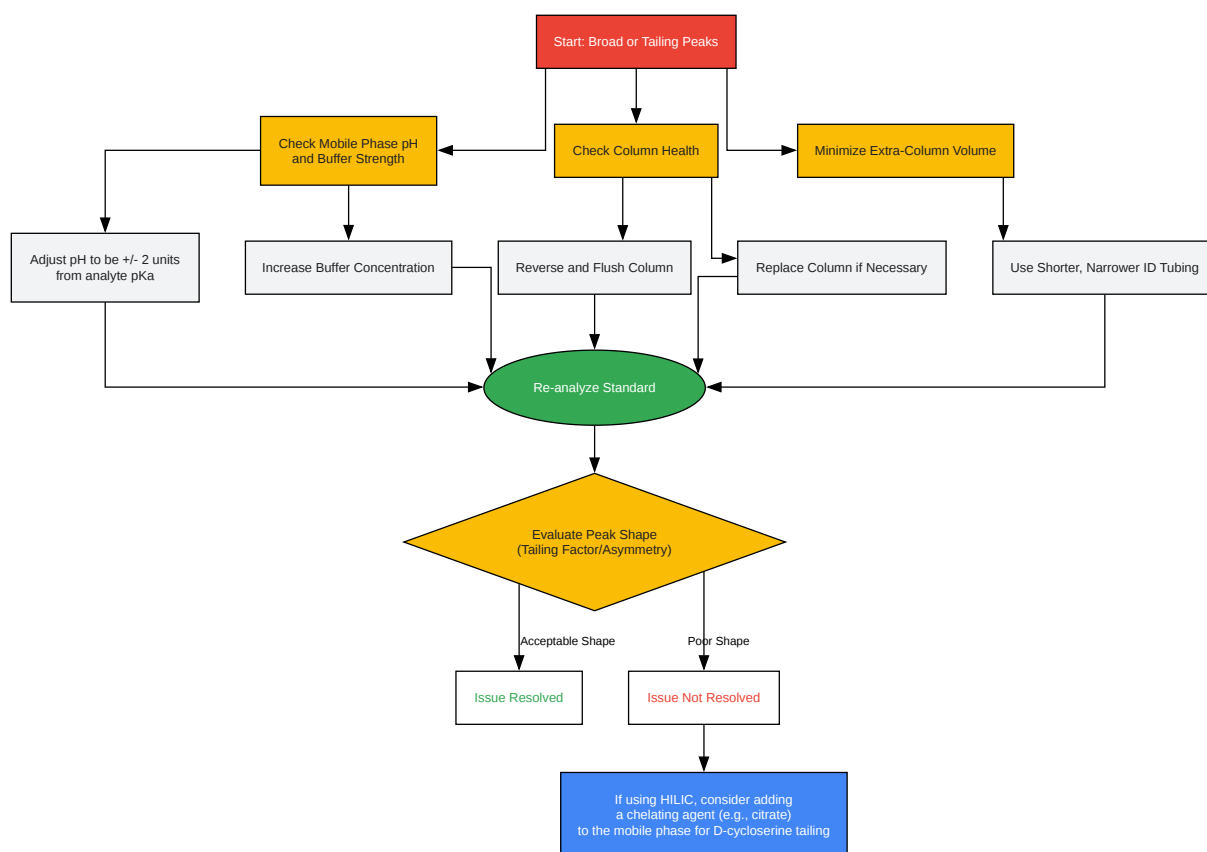 Start: Broad or Tailing Peaks
Check Mobile Phase pH
and Buffer Strength
Check Column Health
Minimize Extra-Column Volume
Adjust pH to be +/- 2 units
from analyte pKa
Increase Buffer Concentration
Reverse and Flush Column
Replace Column if Necessary
Use Shorter, Narrower ID Tubing
Re-analyze Standard
Evaluate Peak Shape
(Tailing Factor/Asymmetry)
Acceptable Shape
Poor Shape
Issue Resolved
Issue Not Resolved
If using HILIC, consider adding
a chelating agent (e.g., citrate)
to the mobile phase for D-cycloserine tailing